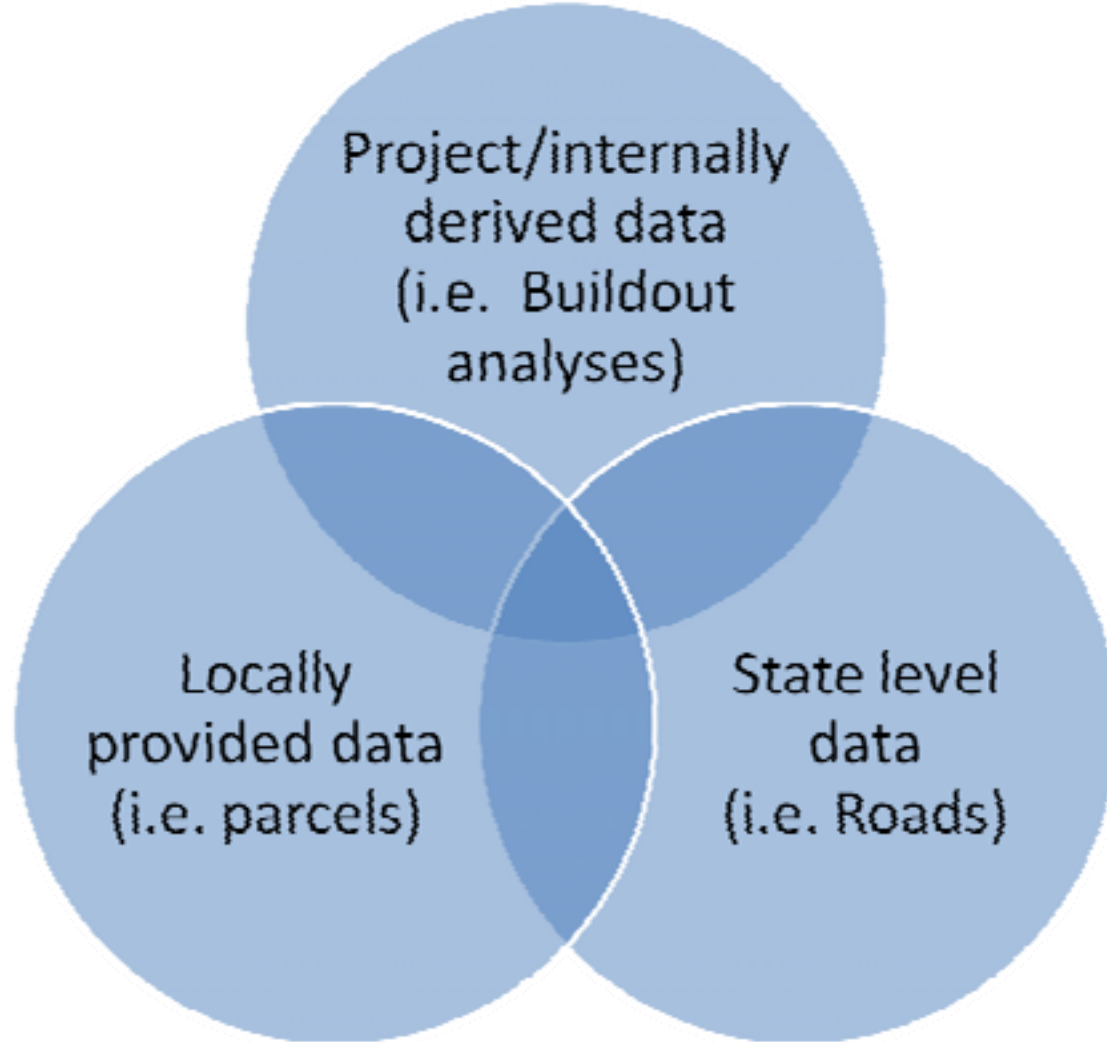 Project/internally
derived data
(i.e. Buildout
analyses)
Locally
provided data
(i.e. parcels)
State level
data
(i.e. Roads)